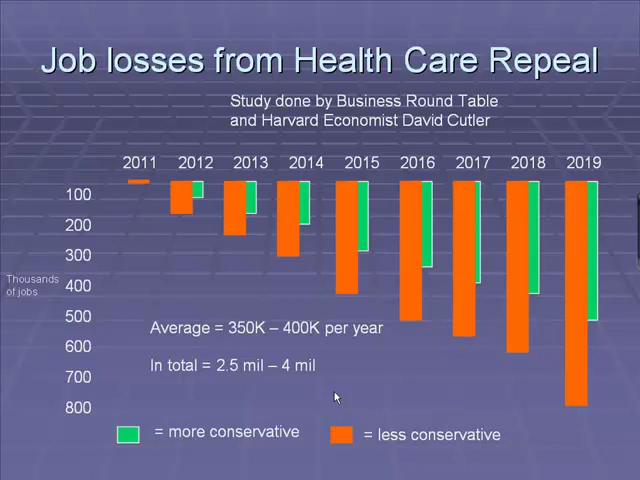 Job losses from Health Care Repeal
Study done by Business Round Table
and Harvard Economist David Cutler
2011 2012 2013 2014 2015 2016 2017 2018 2019
100
200
300
Thousands
of jobs
400
500
600
700
800
Average = 350K – 400K per year
In total = 2.5 mil – 4 mil
= more conservative
= less conservative